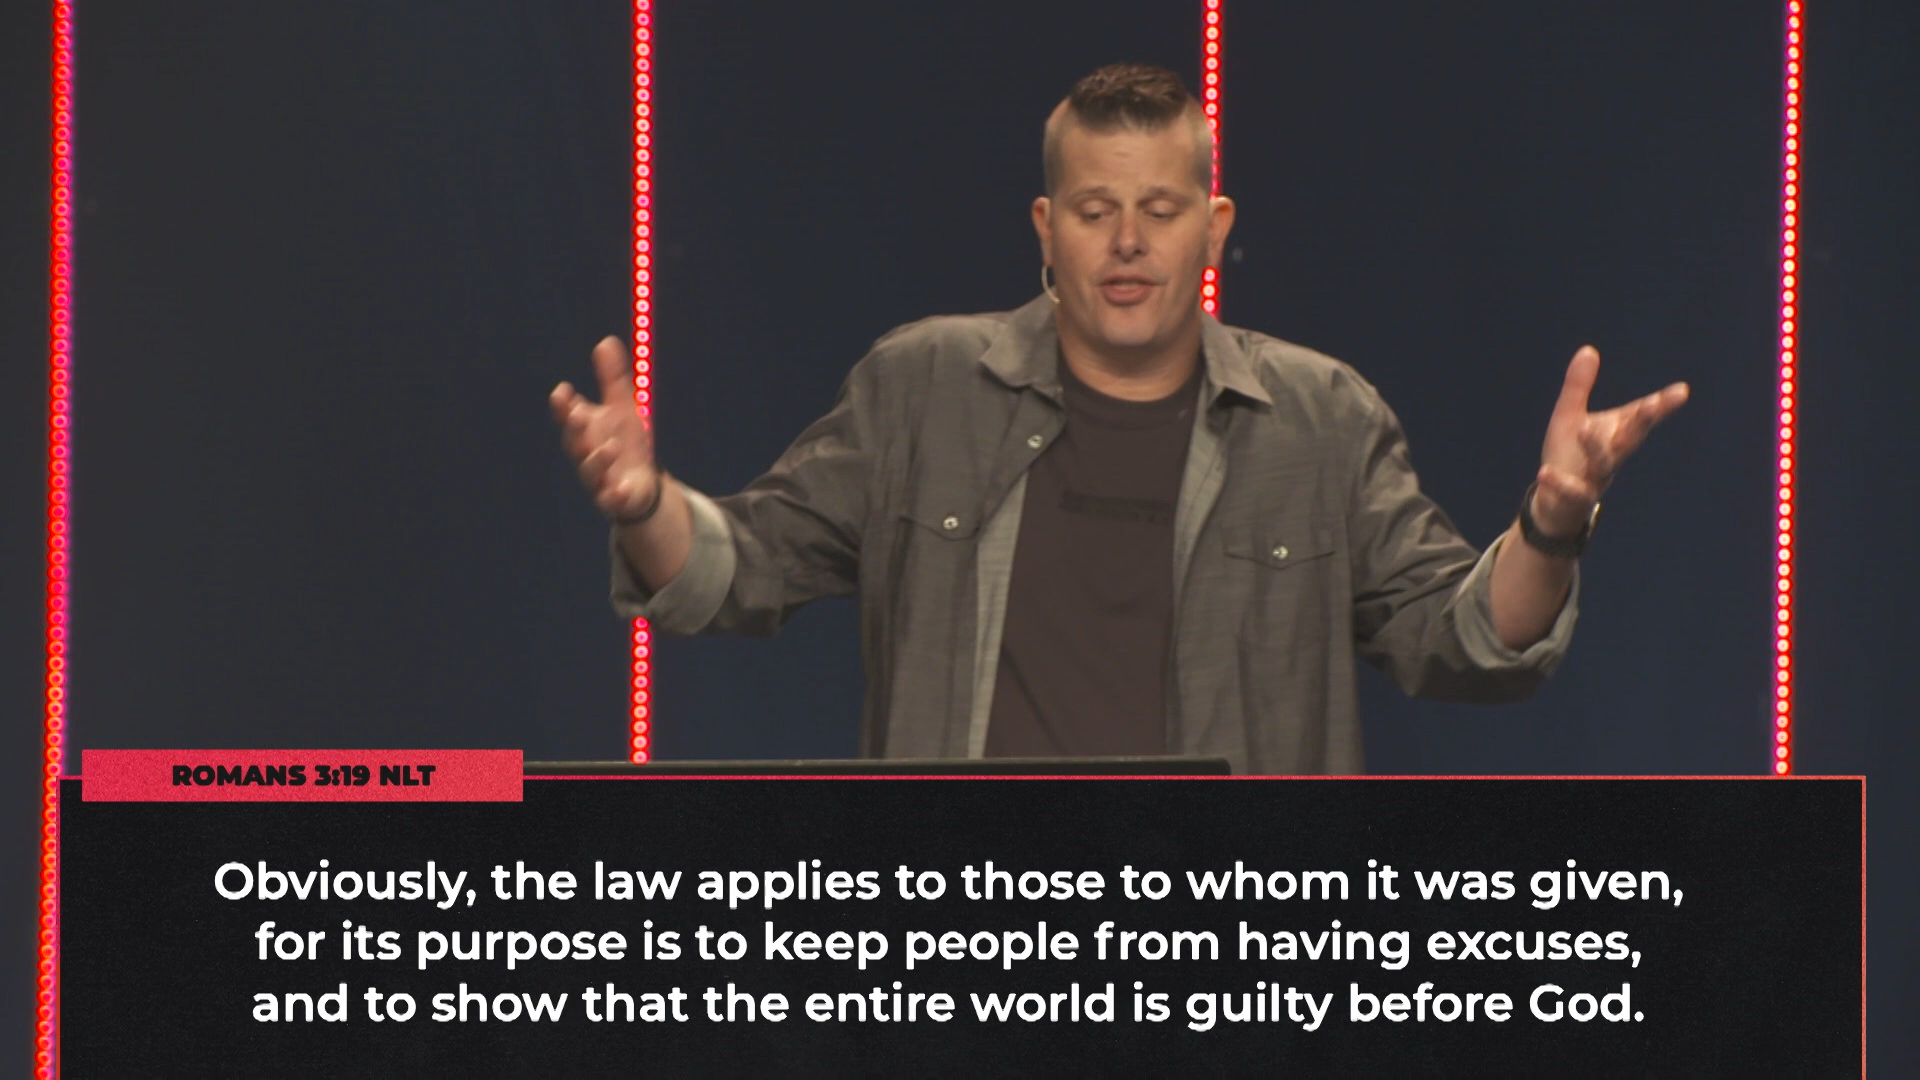 ROMANS 3:19 NLT
Obviously, the law applies to those to whom it was given,
for its purpose is to keep people from having excuses,
and to show that the entire world is guilty before God.